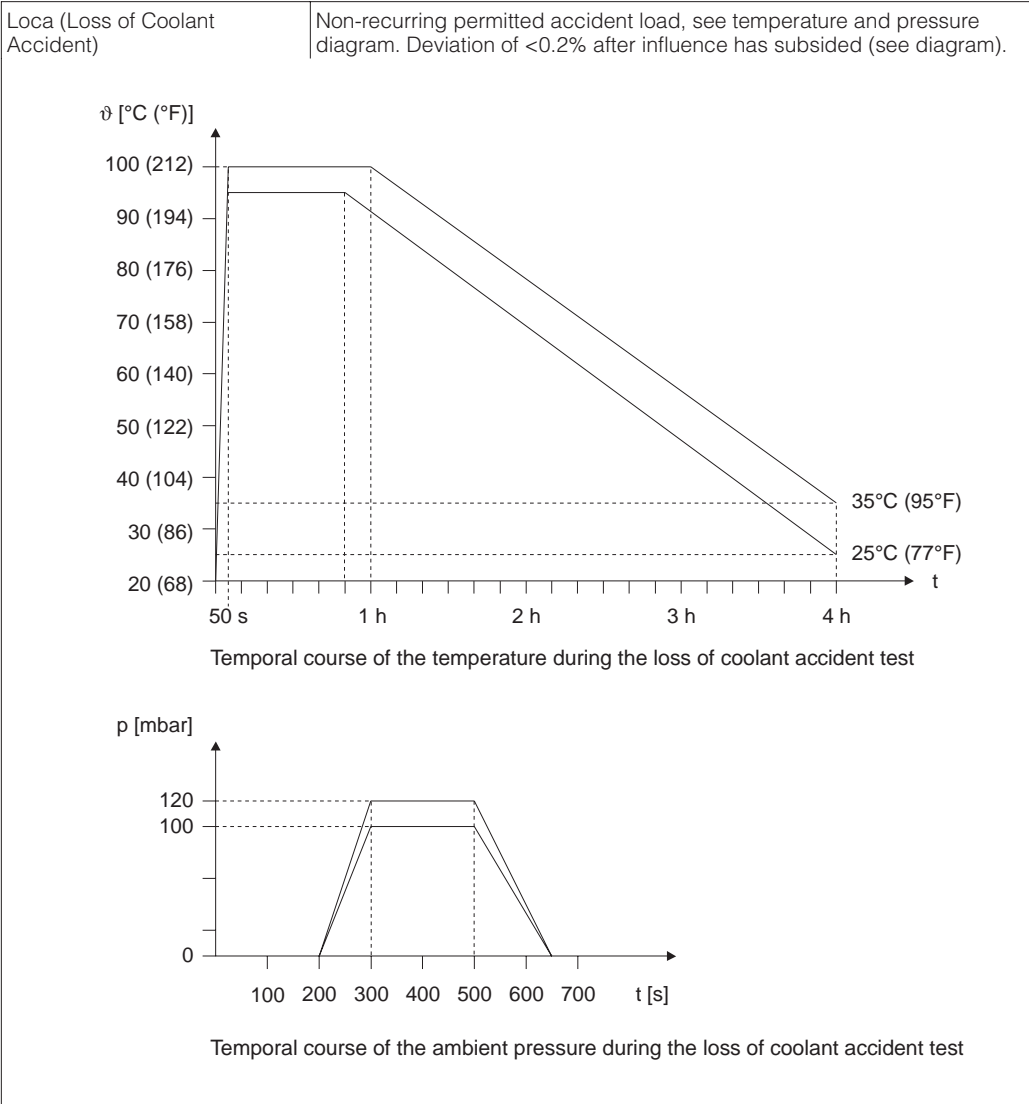 Loca (Loss of Coolant
Accident)
Non-recurring permitted accident load, see temperature and pressure
diagram. Deviation of <0.2% after influence has subsided (see diagram).
ϑ [°C (°F)]
100 (212)
90 (194)
80 (176)
70 (158)
60 (140)
50 (122)
40 (104)
30 (86)
20 (68)
35°C (95°F)
25°C (77°F)
t
50 s 1 h 2 h 3 h 4 h
Temporal course of the temperature during the loss of coolant accident test
p [mbar]
120
100
0
100 200 300 400 500 600 700 t [s]
Temporal course of the ambient pressure during the loss of coolant accident test